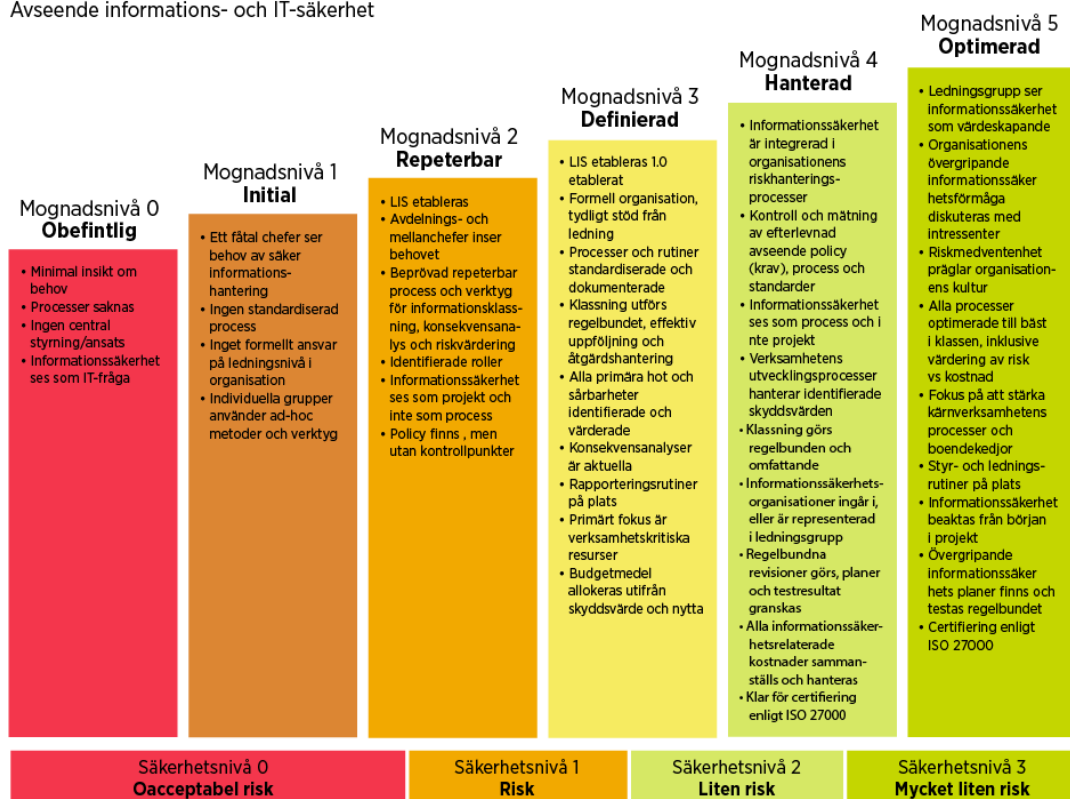 Avseende informations- och IT-säkerhet
Mognadsnivå 0
Obefintlig
• Minimal insikt om
behov
• Processer saknas
• Ingen central
styrning/ansats
• Informationssäkerhet
ses som IT-fråga
Mognadsnivå 1
Initial
• Ett fåtal chefer ser
behov av säker
informations-
hantering
• Ingen standardiserad
process
• Inget formellt ansvar
på ledningsnivå i
organisation
• Individuella grupper
använder ad-hoc
metoder och verktyg
Mognadsnivå 2
Repeterbar
• LIS etableras
• Avdelnings- och
mellanchefer inser
behovet
• Beprövad repeterbar
process och verktyg
för informationsklass-
ning, konsekvensana-
lys och riskvärdering
• Identifierade roller
• Informationssäkerhet
ses som projekt och
inte som process
• Policy finns , men
utan kontrollpunkter
Mognadsnivå 3
Definierad
• LIS etableras 1.0
etablerat
• Formell organisation,
tydligt stöd från
ledning
• Processer och rutiner
standardiserade och
dokumenterade
• Klassning utförs
regelbundet, effektiv
uppföljning och
åtgärdshantering
• Alla primära hot och
sårbarheter
identifierade och
värderade
• Konsekvensanalyser
är aktuella
• Rapporteringsrutiner
på plats
• Primärt fokus är
verksamhetskritiska
resurser
• Budgetmedel
allokeras utifrån
skyddsvärde och nytta
Mognadsnivå 4
Hanterad
• Informationssäkerhet
är integrerad i
organisationens
riskhanterings-
processer
• Kontroll och mätning
av efterlevnad
avseende policy
(krav), process och
standarder
• Informationssäkerhet
ses som process och i
nte projekt
• Verksamhetens
utvecklingsprocesser
hanterar identifierade
skyddsvärden
• Klassning görs
regelbunden och
omfattande
• Informationssäkerhets-
organisationer ingår i,
eller är representerad
i ledningsgrupp
• Regelbundna
revisioner görs, planer
och testresultat
granskas
• Alla informationssäker-
hetsrelaterade
kostnader samman-
ställs och hanteras
• Klar för certifiering
enligt ISO 27000
Mognadsnivå 5
Optimerad
• Ledningsgrupp ser
informationssäkerhet
som värdeskapande
• Organisationens
övergripande
informationssäker
hetsförmåga
diskuteras med
intressenter
• Riskmedventenhet
präglar organisation-
ens kultur
• Alla processer
optimerade till bäst
i klassen, inklusive
värdering av risk
vs kostnad
• Fokus på att stärka
kärnverksamhetens
processer och
boendekedjor
• Styr- och lednings-
rutiner på plats
• Informationssäkerhet
beaktas från början
i projekt
• Övergripande
informationssäker
hets planer finns och
testas regelbundet
• Certifiering enligt
ISO 27000
Säkerhetsnivå 0
Oacceptabel risk
Säkerhetsnivå 1
Risk
Säkerhetsnivå 2
Liten risk
Säkerhetsnivå 3
Mycket liten risk